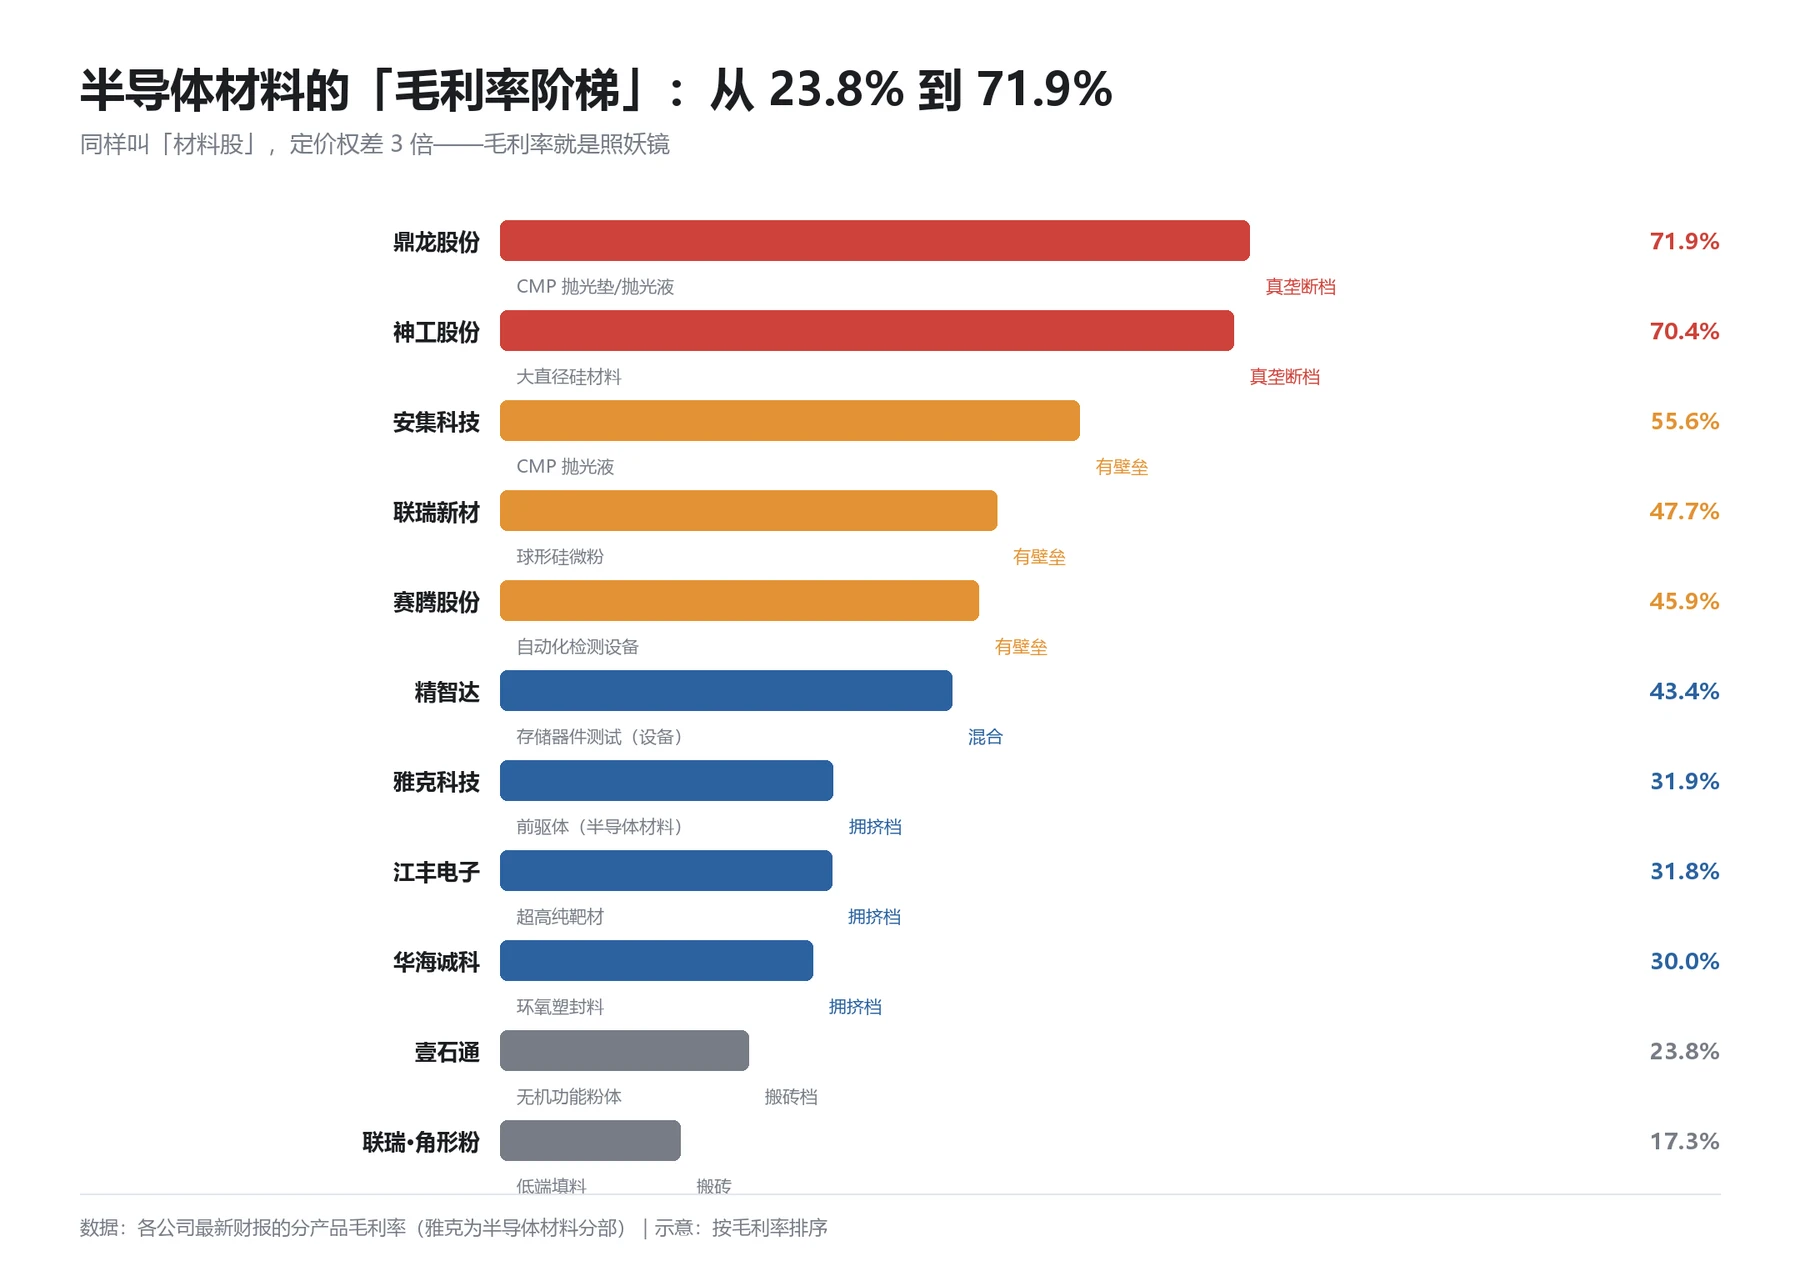 半导体材料的「毛利率阶梯」：从 23.8% 到 71.9%
同样叫「材料股」，定价权差 3 倍——毛利率就是照妖镜
鼎龙股份 71.9%
CMP 抛光垫/抛光液 真垄断档
神工股份 70.4%
大直径硅材料 真垄断档
安集科技 55.6%
CMP 抛光液 有壁垒
联瑞新材 47.7%
球形硅微粉 有壁垒
赛腾股份 45.9%
自动化检测设备 有壁垒
精智达 43.4%
存储器件测试（设备） 混合
雅克科技 31.9%
前驱体（半导体材料） 拥挤档
江丰电子 31.8%
超高纯靶材 拥挤档
华海诚科 30.0%
环氧塑封料 拥挤档
壹石通 23.8%
无机功能粉体 搬砖档
联瑞·角形粉 17.3%
低端填料 搬砖
数据：各公司最新财报的分产品毛利率（雅克为半导体材料分部） | 示意：按毛利率排序